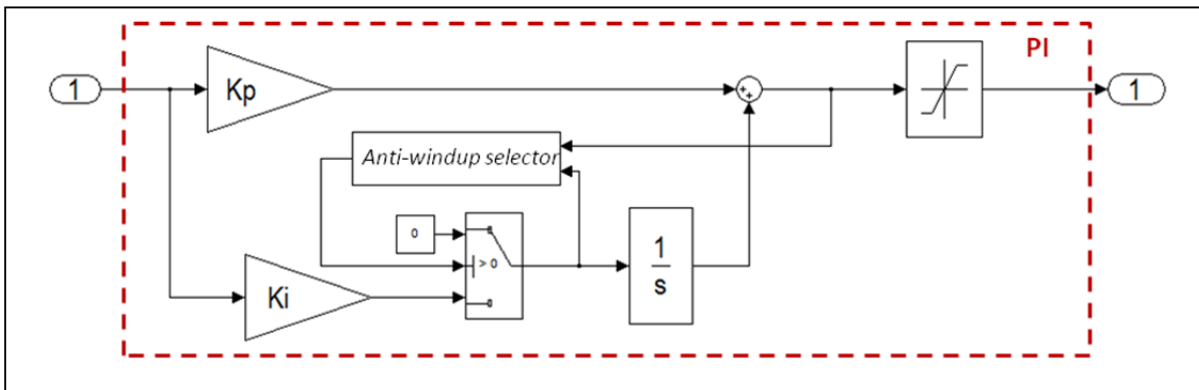 PI
1
Kp
+
+
1
Anti-windup selector
0
> 0
1
s
Ki